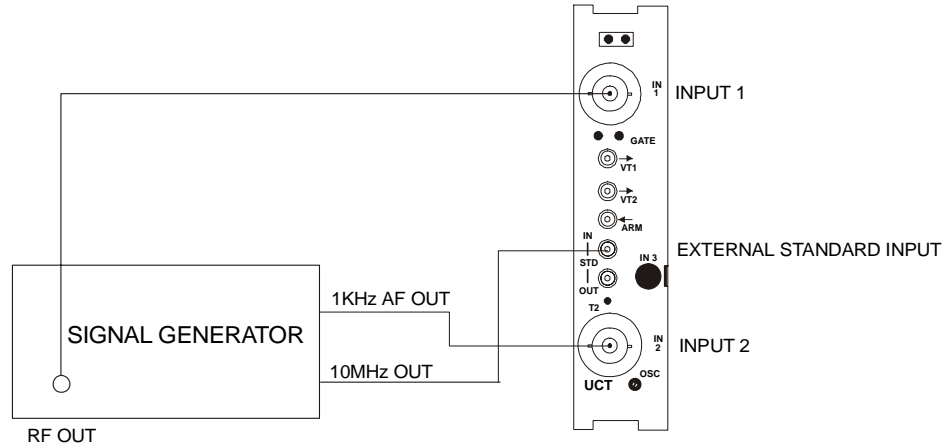 IN
1
INPUT 1
GATE
VT1
VT2
ARM
IN
EXTERNAL STANDARD INPUT
STD
IN 3
OUT
1KHz AF OUT
T2
SIGNAL GENERATOR
IN
2
INPUT 2
10MHz OUT
OSC
UCT
RF OUT